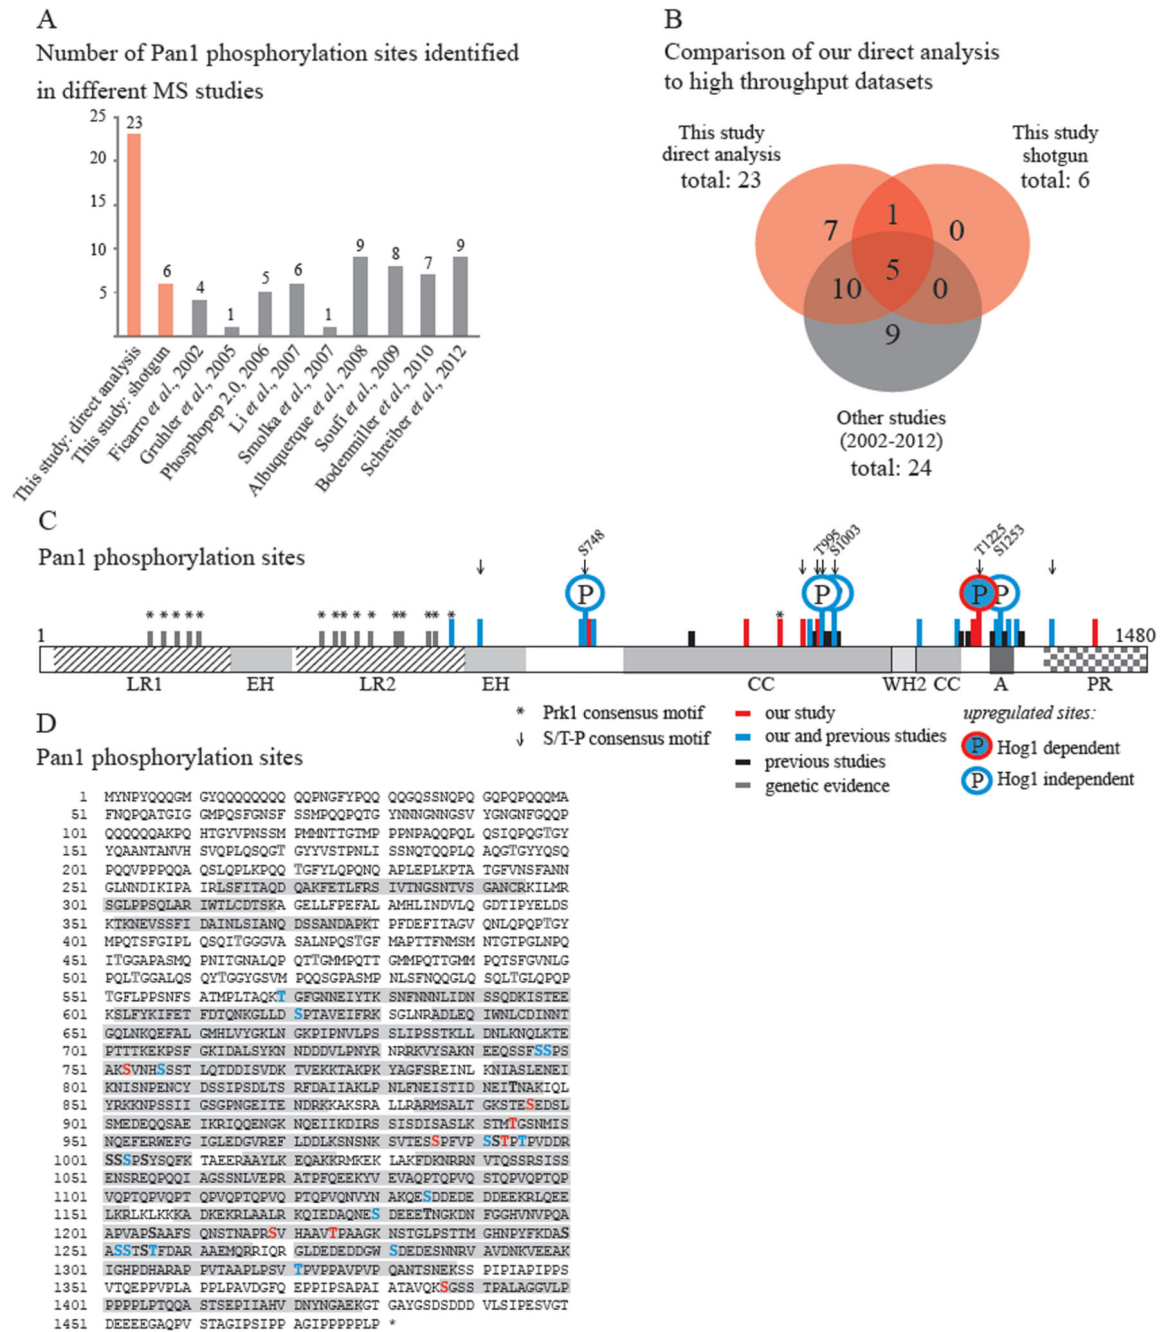 A
Number of Pan1 phosphorylation sites identified
in different MS studies
25
20
15
10
5
23
6
4
1
5
6
1
9
8
7
9
This study: direct analysis
This study: shotgun
Ficarro et al., 2002
Gruhler et al., 2005
Phosphopep 2.0, 2006
Li et al., 2007
Smolka et al., 2007
Albuquerque et al., 2008
Soufi et al., 2009
Bodenmiller et al., 2010
Schreiber et al., 2012
B
Comparison of our direct analysis
to high throughput datasets
This study
direct analysis
total: 23
This study
shotgun
total: 6
7
1
0
5
10
0
9
Other studies
(2002-2012)
total: 24
C
Pan1 phosphorylation sites
S748
T995
S1003
T1225
S1253
P
P
P
P
1
1480
LR1
EH
LR2
EH
CC
WH2
CC
A
PR
* Prk1 consensus motif
↓ S/T-P consensus motif
our study
our and previous studies
previous studies
genetic evidence
upregulated sites:
P Hog1 dependent
P Hog1 independent
D
Pan1 phosphorylation sites
1 MYNPYQQQGM GYQQQQQQQQ QQPNGFYPQQ QQGQSSNQPQ GQPQPQQQMA
51 FNQPQATGIG GMPQSFGNSF SSMPQQPQTG YNNNGNNGSV YGNGNFGQQP
101 QQQQQQAKPQ HTGYVPNSSM PMMNTTGTMP PPNPAQQPQL QSIQPQGTGY
151 YQAANTANVH SVQPLQSQGT GYYVSTPNLI SSNQTQQPLQ AQGTGYYQSQ
201 PQQVPPPQQA QSLQPLKPQQ TGFYLQPQNQ APLEPLKPTA TGFVNSFANN
251 GLNNDIKIPA IRLSFITAQD QAKFETLFRS IVTNGSNTVS GANCRKILMR
301 SGLPPSQLAR IWTLCDTSKA GELLFPEFAL AMHLINDVLQ GDTIPYELDS
351 KTKNEVSSFI DAINLSIANQ DSSANDAPKT PFDEFITAGV QNLQPQPTGY
401 MPQTSFGIPL QSQITGGGVA SALNPQSTGF MAPTTFNMSM NTGTPGLNPQ
451 ITGGAPASMQ PNITGNALQP QTTGMMPQTT GMMPQTTGMM PQTSFGVNLG
501 PQLTGGALQS QYTGGYGSVM PQQSGPASMP NLSFNQQGLQ SQLTGLQPQP
551 TGFLPPSNFS ATMPLTAQKT GFGNNEIYTK SNFNNNLIDN SSQDKISTEE
601 KSLFYKIFET FDTQNKGLLD SPTAVEIFRK SGLNRADLEQ IWNLCDINNT
651 GQLNKQEFAL GMHLVYGKLN GKPIPNVLPS SLIPSSTKLL DNLKNQLKTE
701 PTTTKEKPSF GKIDALSYKN NDDDVLPNYR NRRKVYSAKN EEQSSFSSPS
751 AKSVNHSSST LQTDDISVDK TVEKKTAKPK YAGFSREINL KNIASLENEI
801 KNISNPENCY DSSIPSDLTS RFDAIIAKLP NLFNEISTID NEITNAKIQL
851 YRKKNPSSII GSGPNGEITE NDRKKAKSRA LLRARMSALT GKSTESEDSL
901 SMEDEQQSAE IKRIQQENGK NQEIIKDIRS SISDISASLK STMTGSNMIS
951 NQEFERWEFG IGLEDGVREF LDDLKSNSNK SVTESSPFVP SSTPTPVDDR
1001 SSSPSYSQFK TAEERAAYLK EQAKKRMKEK LAKFDKNRRN VTQSSRSISS
1051 ENSREQPQQI AGSSNLVEPR ATPFQEEKYV EVAQPTQPVQ STQPVQPTQP
1101 VQPTQPVQPT QPVQPTQPVQ PTQPVQNVYN AKQESDDEDE DDEEKRLQEE
1151 LKRLKLKKKA DKEKRLAALR KQIEDAQNES DEEETNGKDN FGGHVNVPQA
1201 APVAPSAAFS QNSTNAPRSV HAAVTPAAGK NSTGLPSTTM GHNPYFKDAS
1251 ASSTSTFDAR AAEMQRRIQR GLDEDEDDGW SDEDESNNRV AVDNKVEEAK
1301 IGHPDHARAP PVTAAPLPSV TPVPPAVPVP QANTSNEKSS PIPIAPIPPS
1351 VTQEPPVPLA PPLPAVDGFQ EPPIPSAPAI ATAVQKSGSS TPALAGGVLP
1401 PPPPLPTQQA STSEPIIAHV DNYNGAEKGT GAYGSDSDDD VLSIPESVGT
1451 DEEEEGAQPV STAGIPSIPP AGIPPPPPLP *